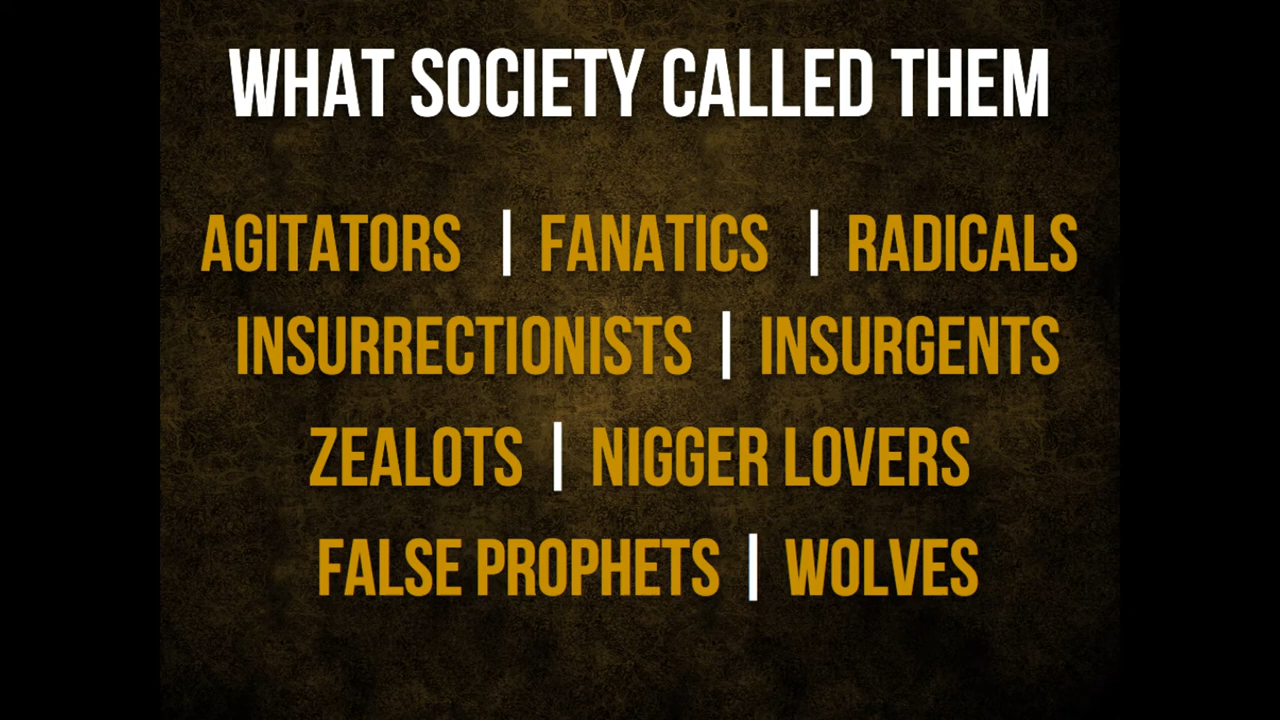 WHAT SOCIETY CALLED THEM
AGITATORS | FANATICS | RADICALS
INSURRECTIONISTS | INSURGENTS
ZEALOTS | NIGGER LOVERS
FALSE PROPHETS | WOLVES